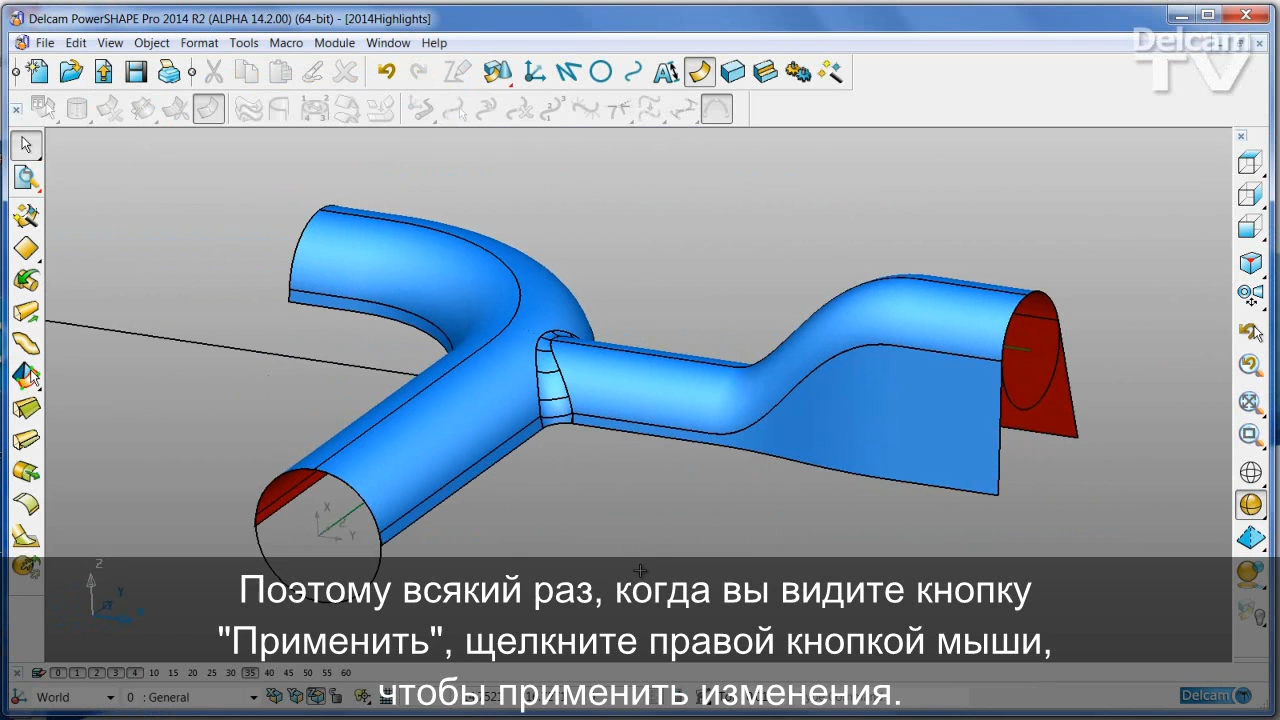 Delcam PowerSHAPE Pro 2014 R2 (ALPHA 14.2.00) (64-bit) - [2014Highlights]
Delcam
TV
File Edit View Object Format Tools Macro Module Window Help
X
Z
Y
Z
Y
Поэтому всякий раз, когда вы видите кнопку
"Применить", щелкните правой кнопкой мыши,
чтобы применить изменения.
0 1 2 3 4 10 15 20 25 30 35 40 45 50 55 60
World 0 : General
Delcam